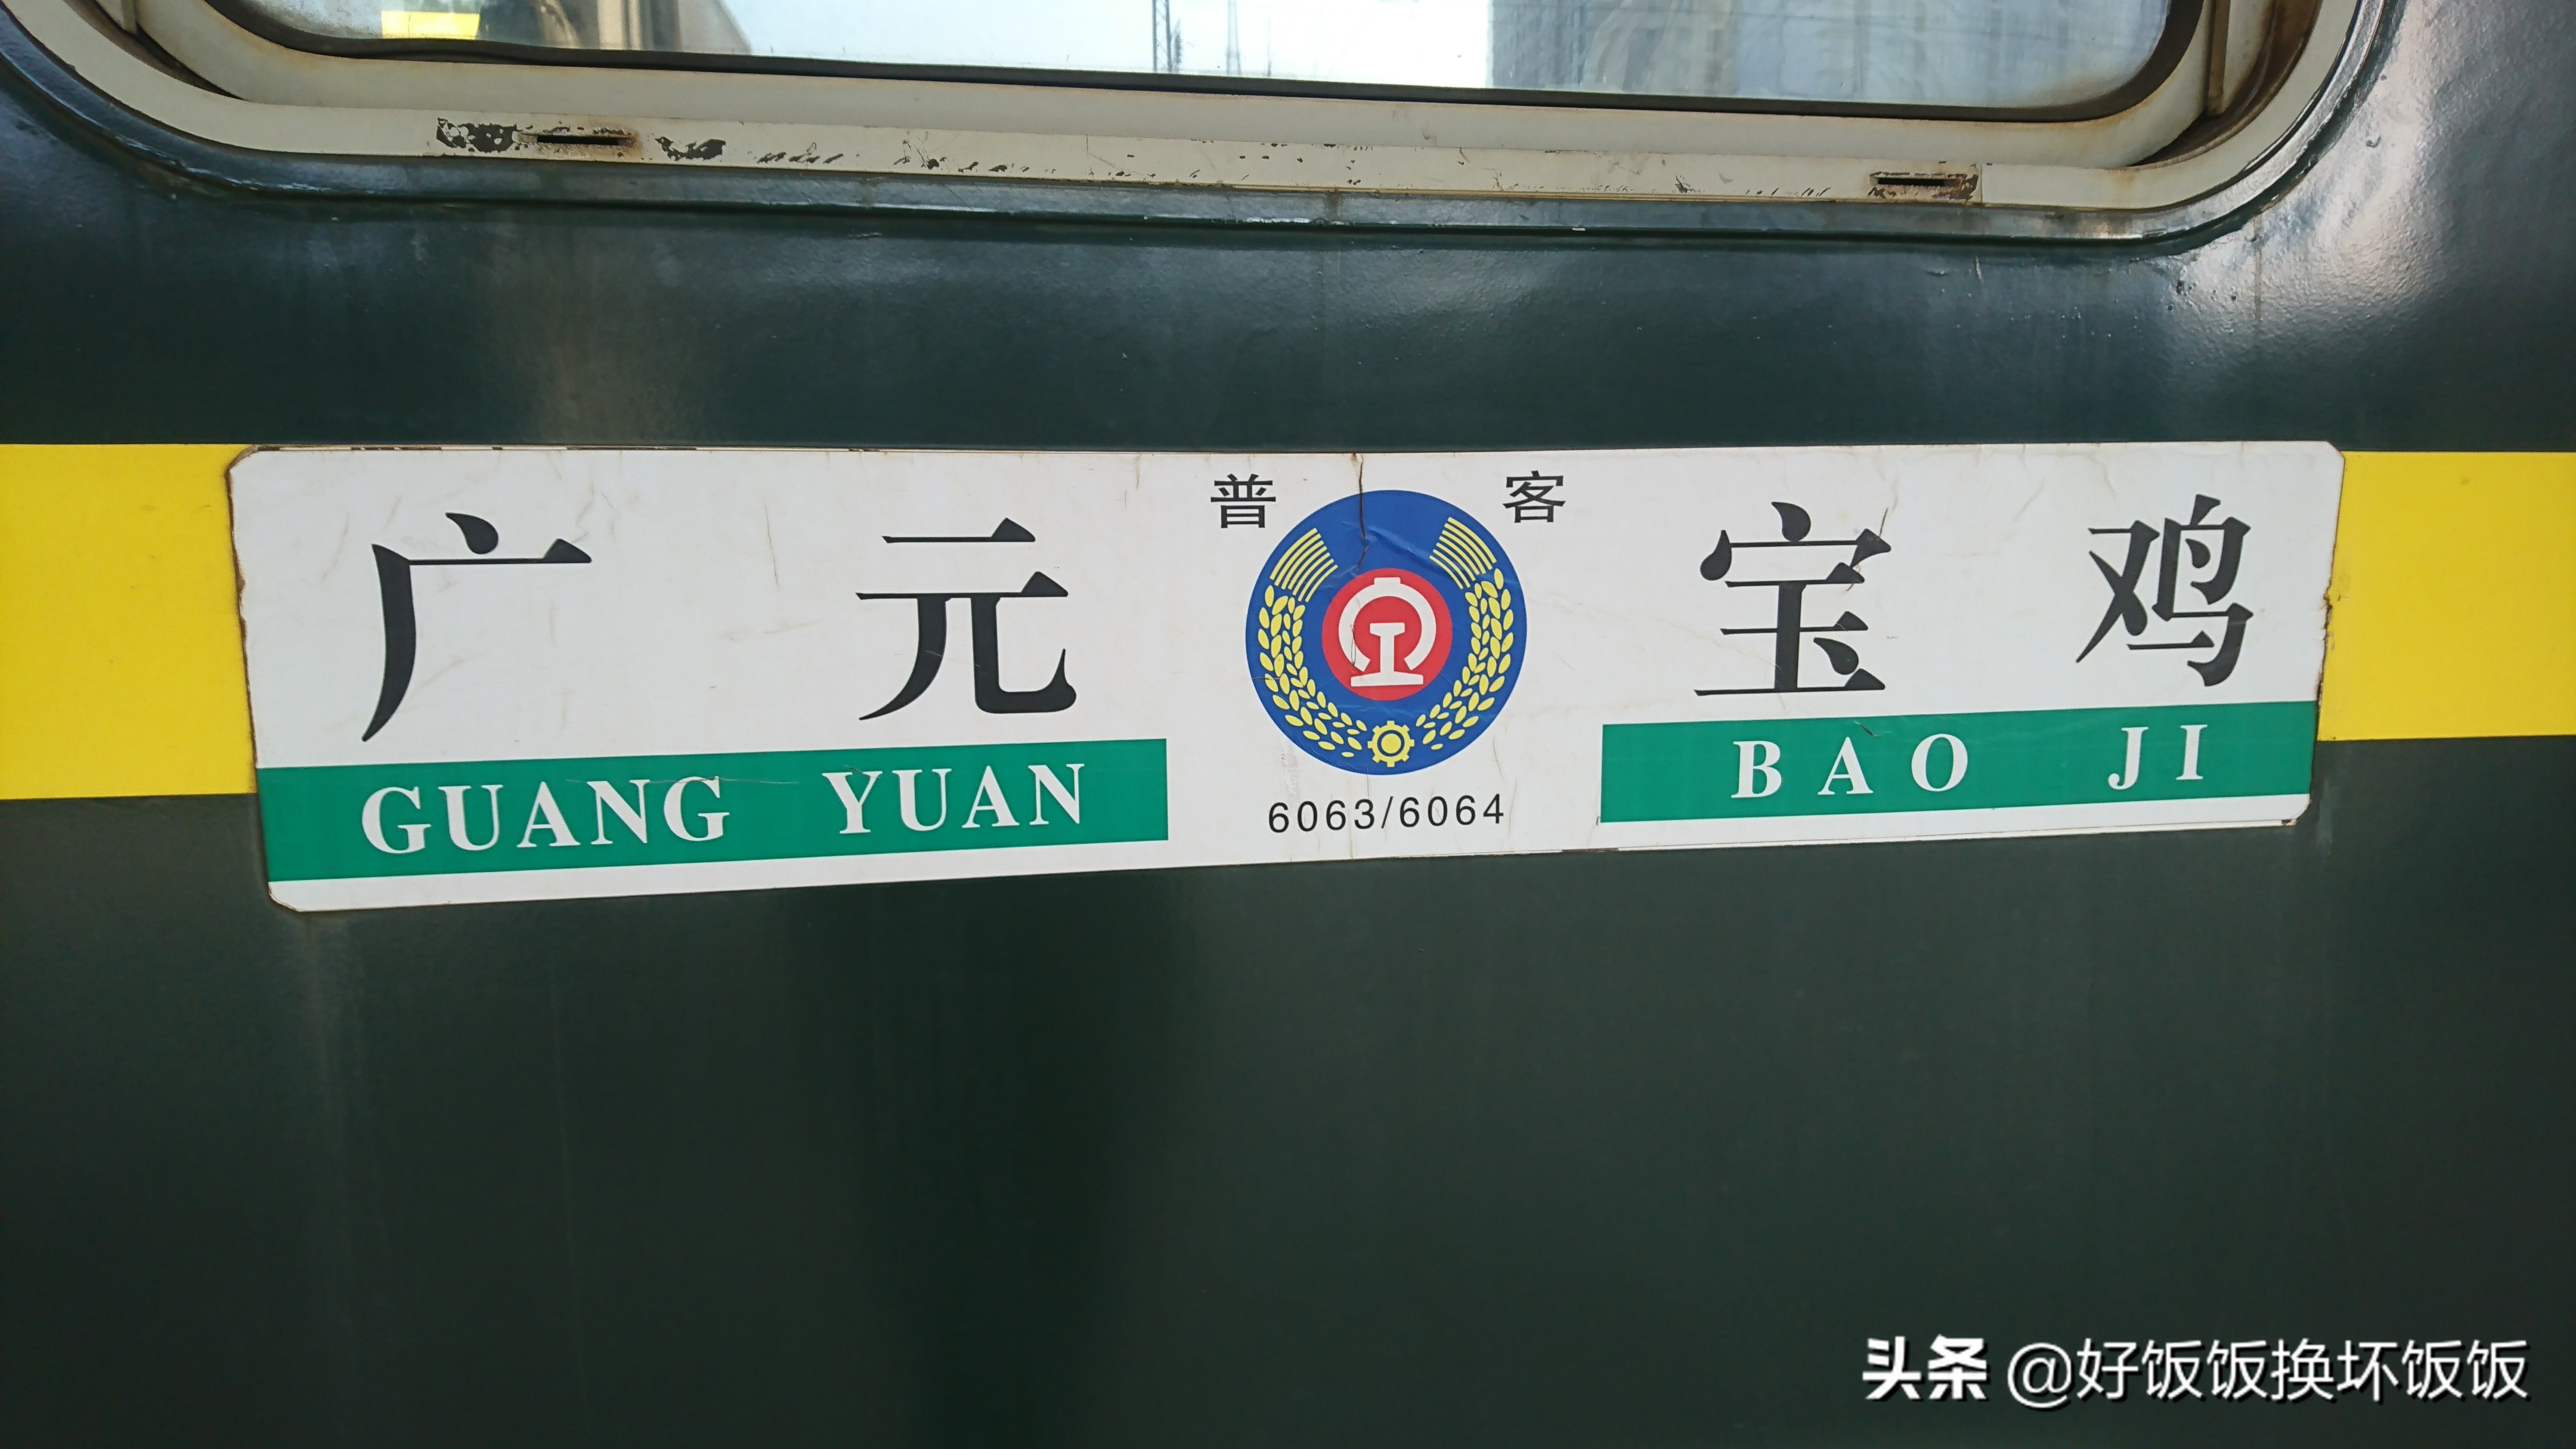 普 客
广元 宝鸡
GUANG YUAN BAO JI
6063/6064
头条 @好饭饭换坏饭饭